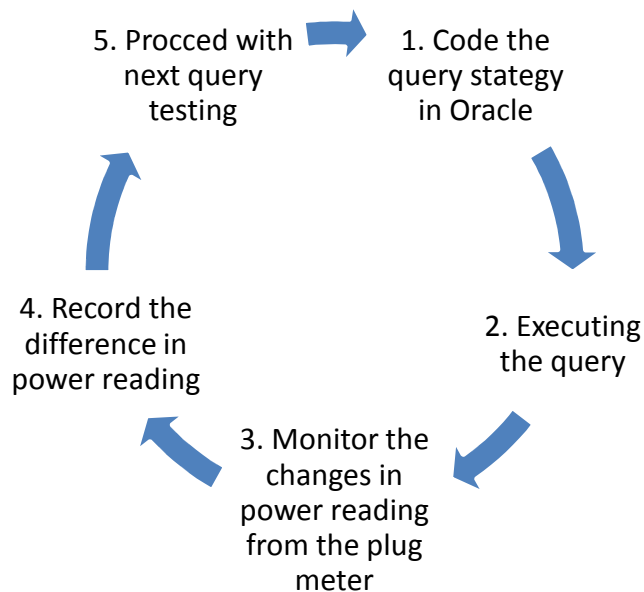 1. Code the
query stategy
in Oracle
2. Executing
the query
3. Monitor the
changes in
power reading
from the plug
meter
4. Record the
difference in
power reading
5. Procced with
next query
testing